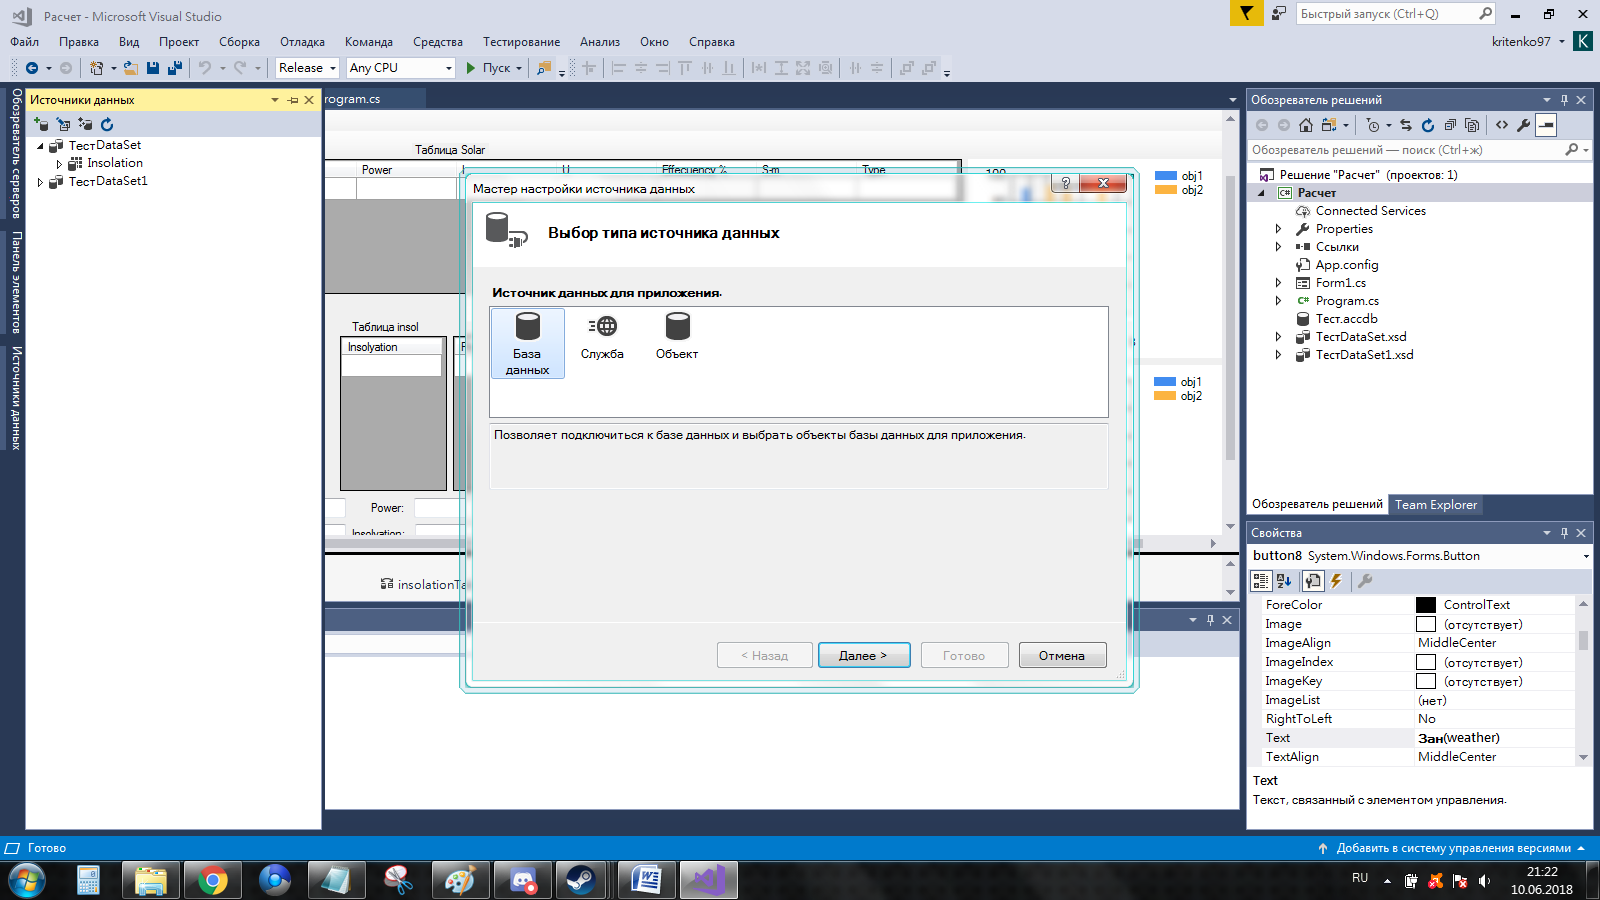 Расчет - Microsoft Visual Studio
Быстрый запуск (Ctrl+Q)
Файл Правка Вид Проект Сборка Отладка Команда Средства Тестирование Анализ Окно Справка
kritenko97 K
Release Any CPU Пуск
Обозреватель серверов
Панель элементов
Источники данных
Источники данных
ТестDataSet
Insolation
ТестDataSet1
rogram.cs
Таблица Solar
Power
U
Effecuency %
S-m
Type
100
obj1
obj2
Таблица insol
Insolyation
obj1
obj2
Power:
Insolyation:
insolationTa
Мастер настройки источника данных
?
Выбор типа источника данных
Источник данных для приложения.
База данных
Служба
Объект
Позволяет подключиться к базе данных и выбрать объекты базы данных для приложения.
< Назад
Далее >
Готово
Отмена
Обозреватель решений
Обозреватель решений — поиск (Ctrl+ж)
Решение "Расчет" (проектов: 1)
C# Расчет
Connected Services
Properties
Ссылки
App.config
Form1.cs
C# Program.cs
Тест.accdb
ТестDataSet.xsd
ТестDataSet1.xsd
Обозреватель решений Team Explorer
Свойства
button8 System.Windows.Forms.Button
ForeColor ControlText
Image (отсутствует)
ImageAlign MiddleCenter
ImageIndex (отсутствует)
ImageKey (отсутствует)
ImageList (нет)
RightToLeft No
Text Зан(weather)
TextAlign MiddleCenter
Text
Текст, связанный с элементом управления.
Готово
Добавить в систему управления версиями
RU
21:22
10.06.2018